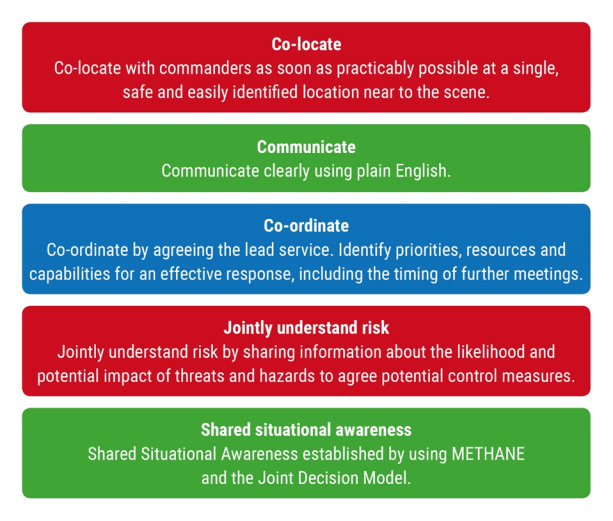 Co-locate
Co-locate with commanders as soon as practicably possible at a single,
safe and easily identified location near to the scene.
Communicate
Communicate clearly using plain English.
Co-ordinate
Co-ordinate by agreeing the lead service. Identify priorities, resources and
capabilities for an effective response, including the timing of further meetings.
Jointly understand risk
Jointly understand risk by sharing information about the likelihood and
potential impact of threats and hazards to agree potential control measures.
Shared situational awareness
Shared Situational Awareness established by using METHANE
and the Joint Decision Model.